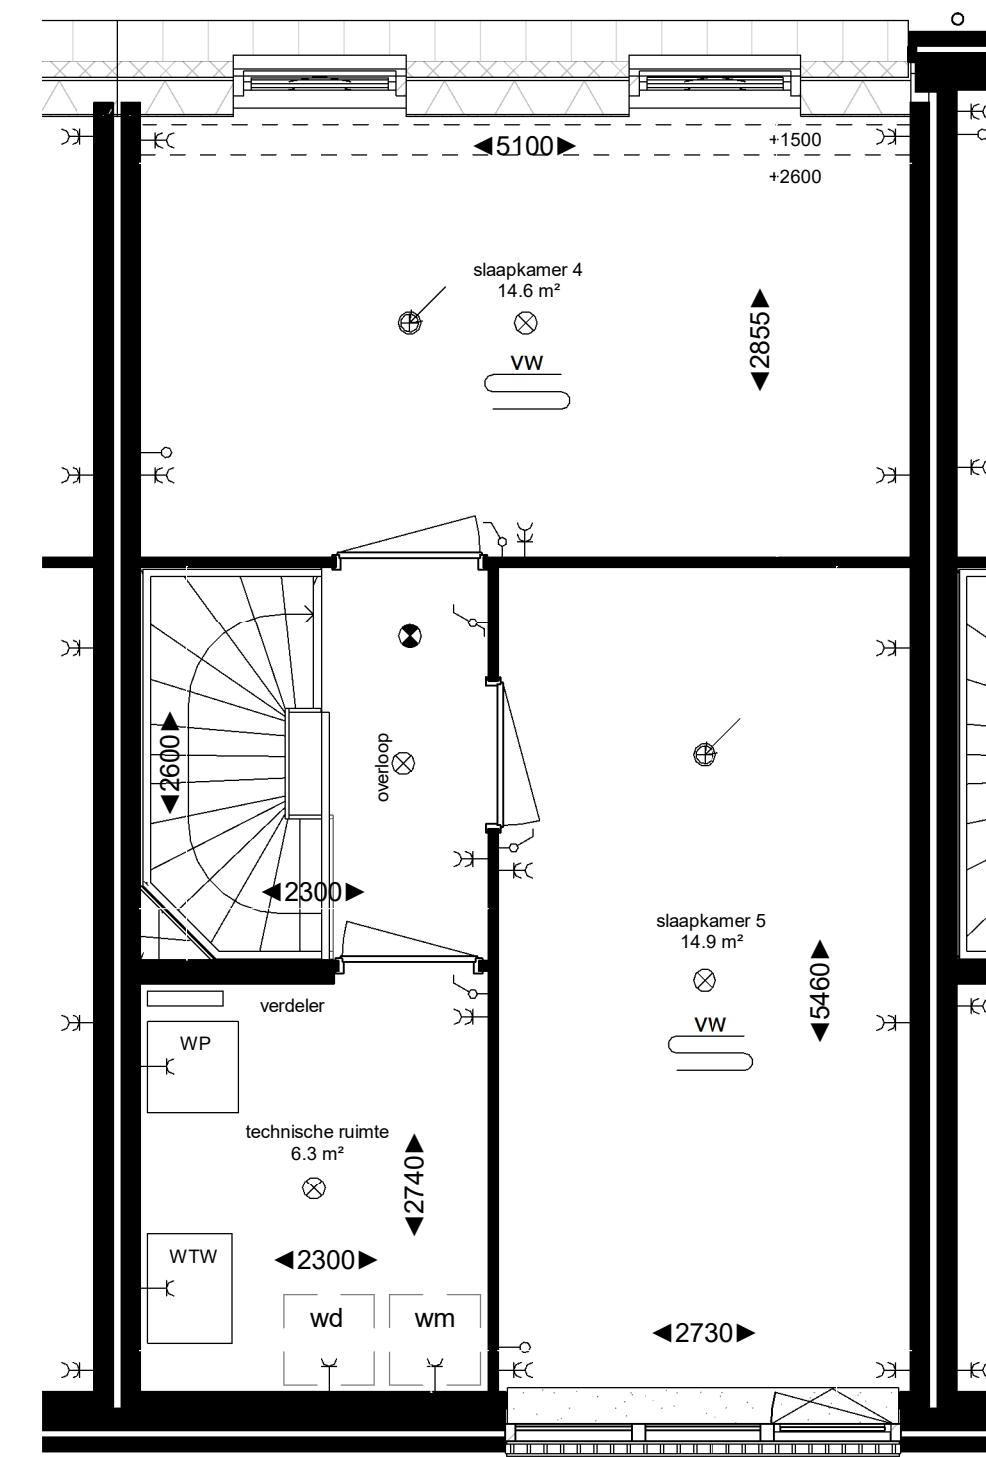 5100
+1500
+2600
slaapkamer 4
14.6 m²
2855
VW
2600
overloop
2300
slaapkamer 5
14.9 m²
5460
VW
verdeler
WP
technische ruimte
6.3 m²
2740
WTW
2300
wd
wm
2730